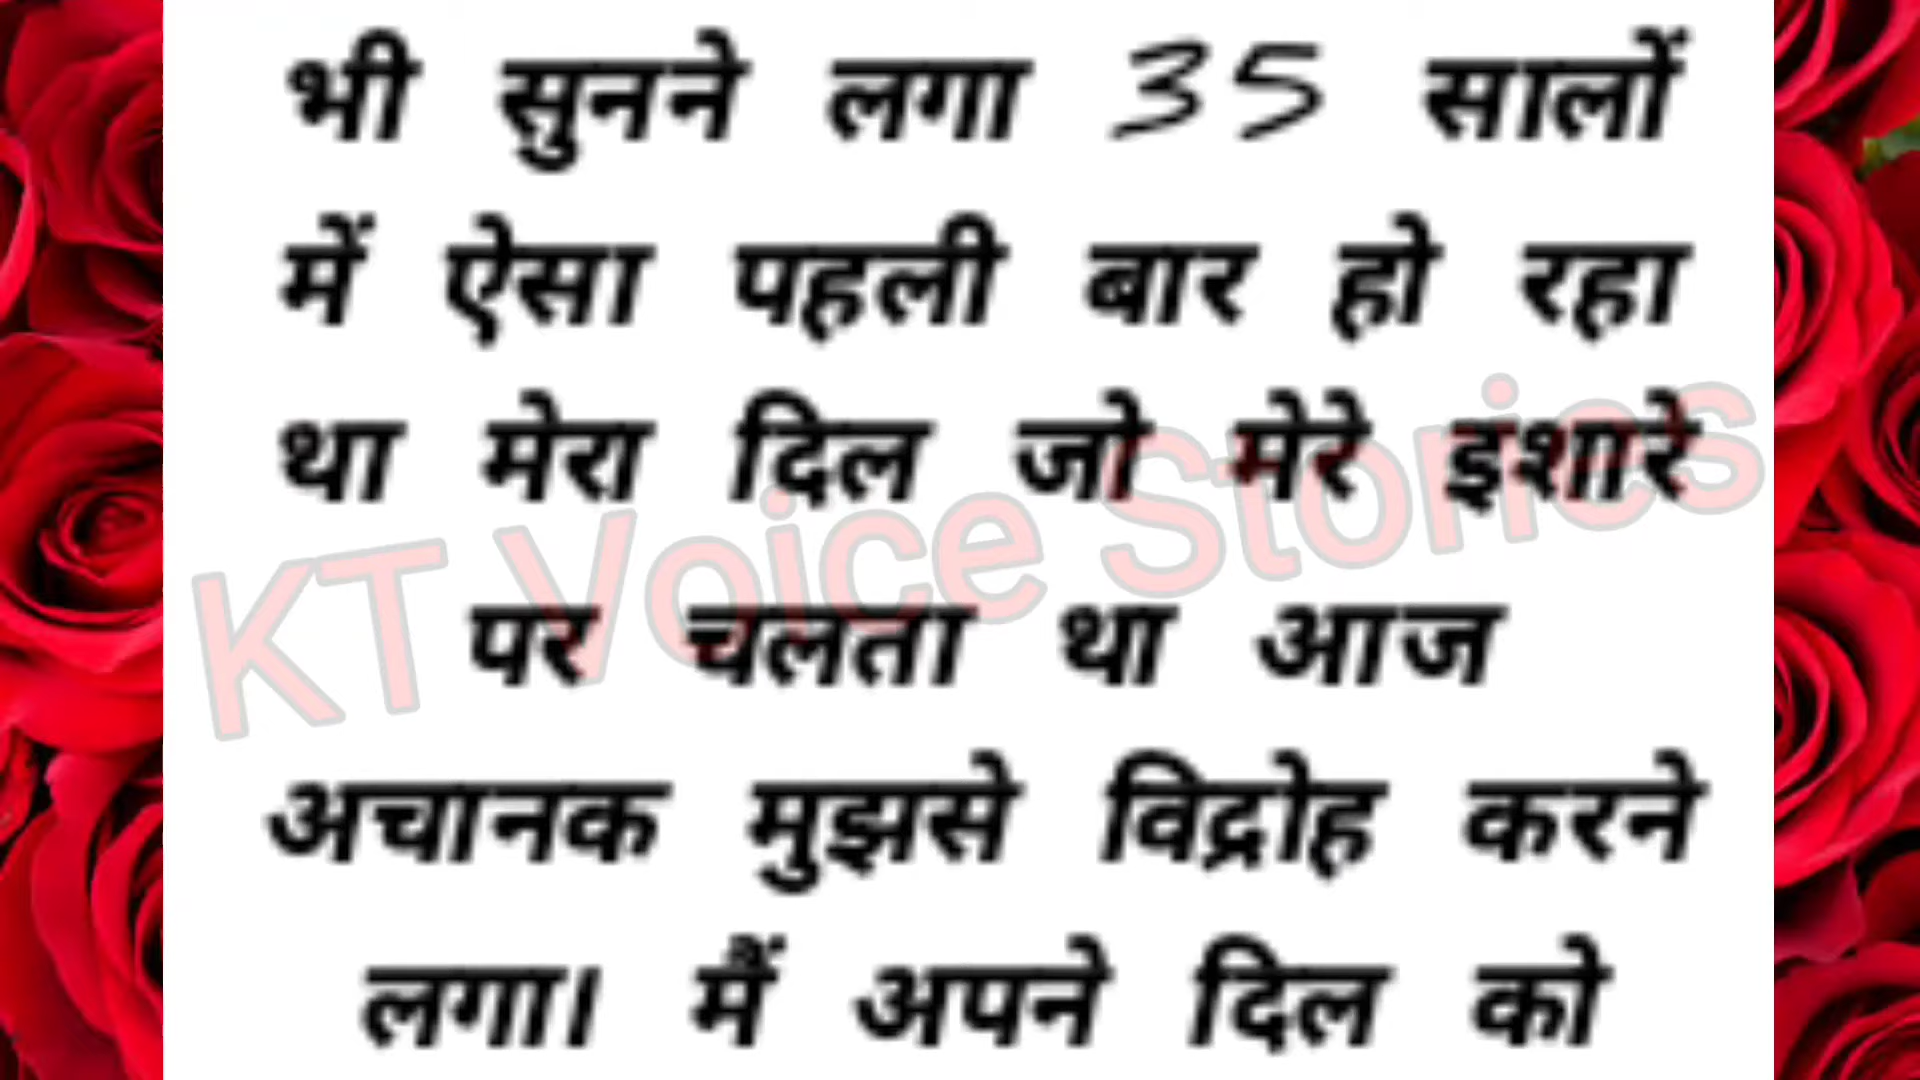 भी सुनने लगा 35 सालों
में ऐसा पहली बार हो रहा
था मेरा दिल जो मेरे इशारे
KT Voice Stories
पर चलता था आज
अचानक मुझसे विद्रोह करने
लगा। मैं अपने दिल को